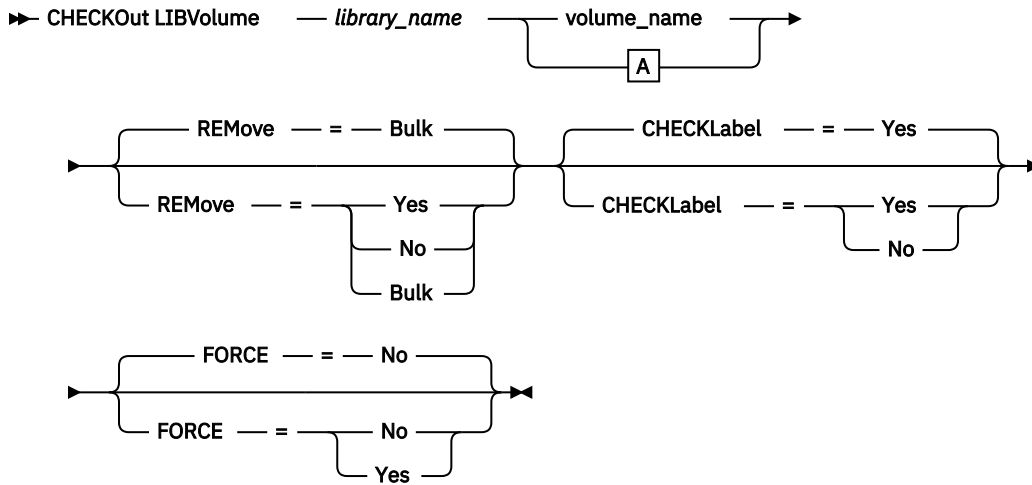 CHECKOut LIBVolume library_name volume_name
A
REMove = Bulk CHECKLabel = Yes
REMove = Yes CHECKLabel = Yes
No No
Bulk
FORCE = No
FORCE = No
Yes